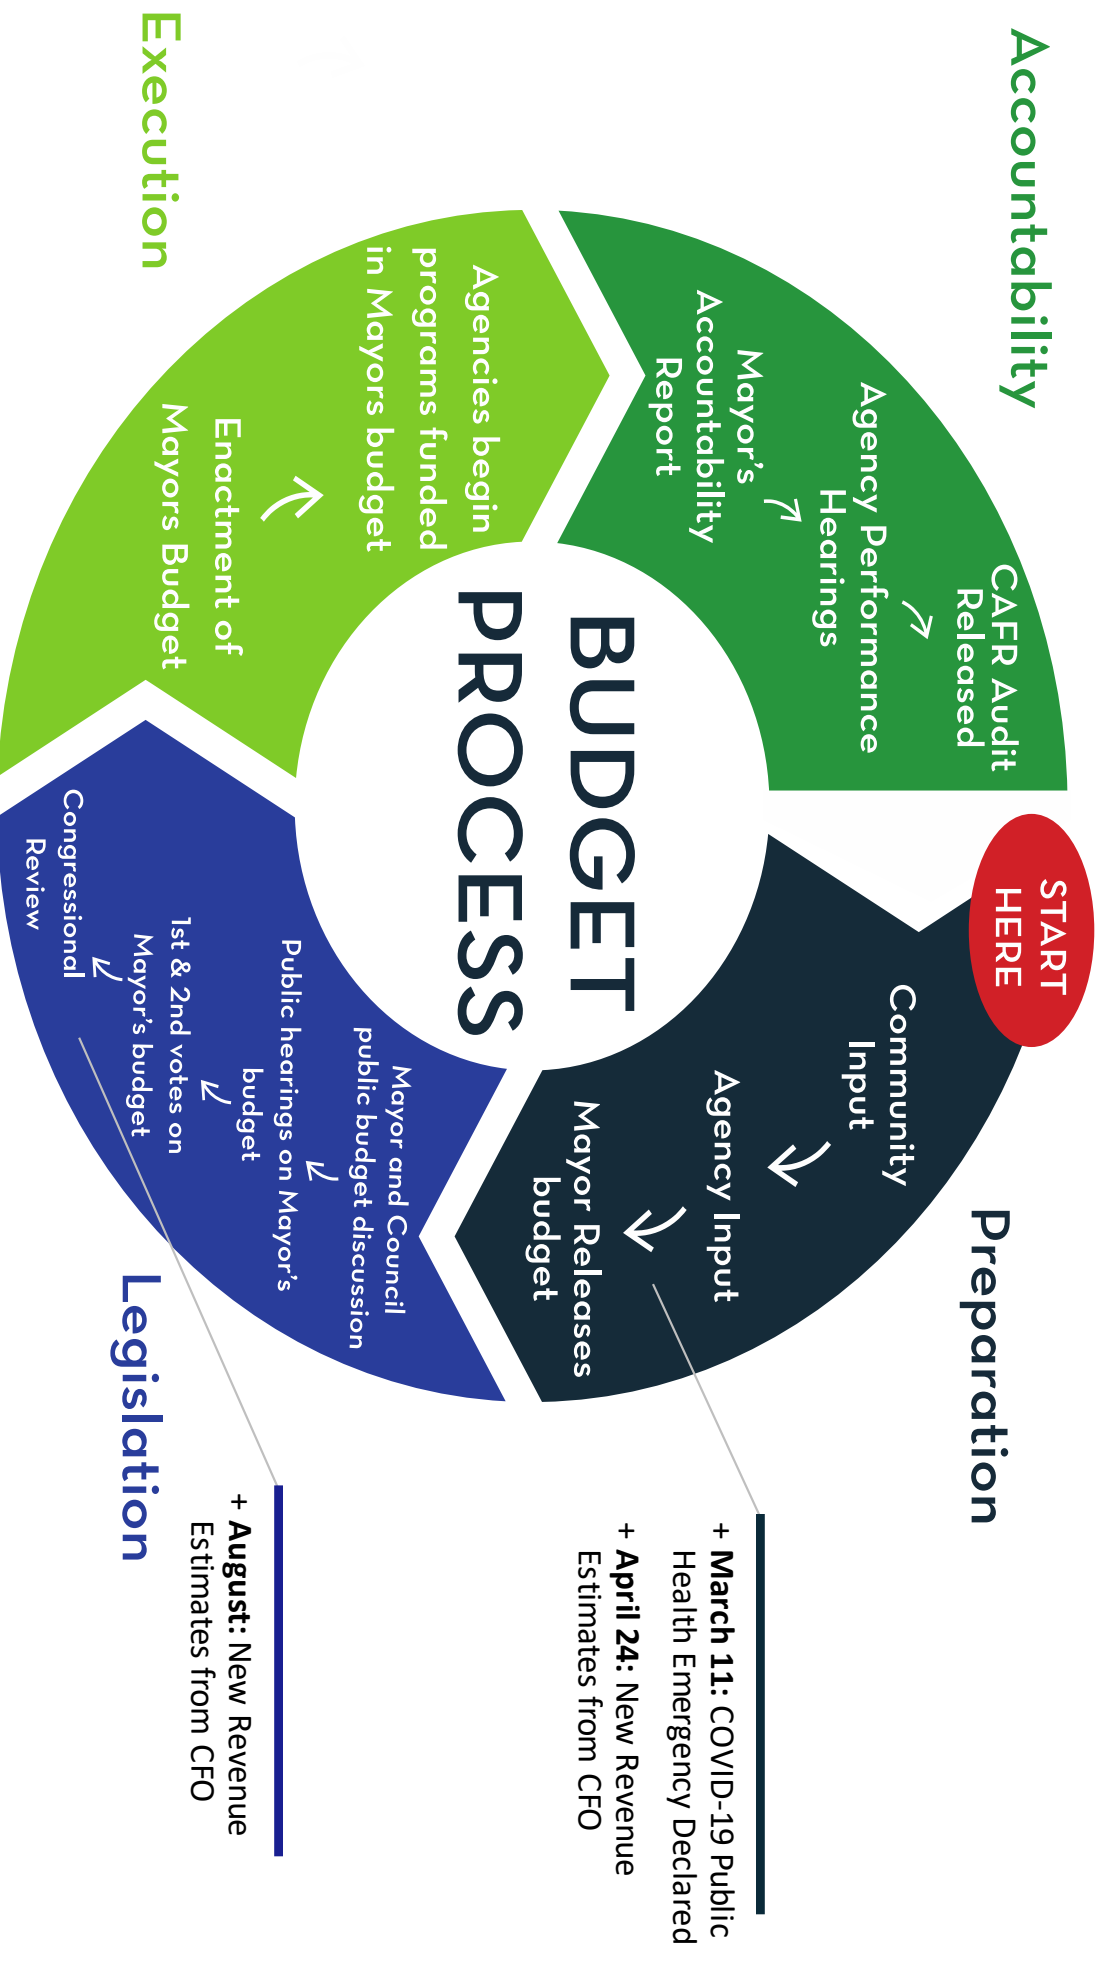 BUDGET
PROCESS
START
HERE
Preparation
Community
Input
Agency Input
Mayor Releases
budget
+ March 11: COVID-19 Public
Health Emergency Declared
+ April 24: New Revenue
Estimates from CFO
Legislation
Mayor and Council
public budget discussion
Public hearings on Mayor's
budget
1st & 2nd votes on
Mayor's budget
Congressional
Review
+ August: New Revenue
Estimates from CFO
Execution
Enactment of
Mayors Budget
Agencies begin
programs funded
in Mayors budget
Accountability
Mayor's
Accountability
Report
Agency Performance
Hearings
CAFR Audit
Released